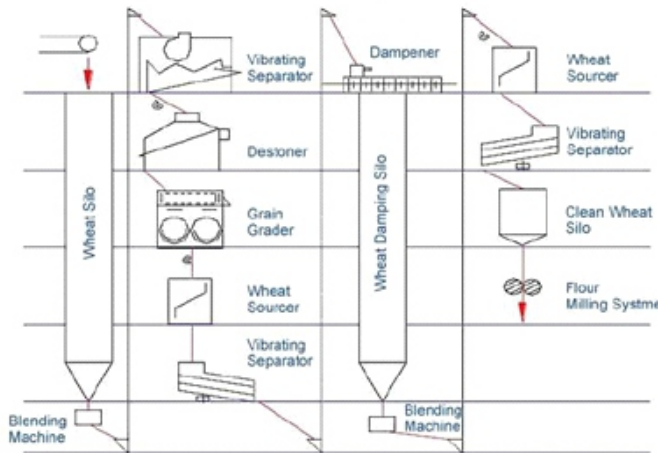 Vibrating
Separator
Dampener
Wheat
Sourcer
Destoner
Vibrating
Separator
Wheat Silo
Grain
Grader
Wheat Damping Silo
Clean Wheat
Silo
Wheat
Sourcer
Flour
Milling Systme
Vibrating
Separator
Blending
Machine
Blending
Machine